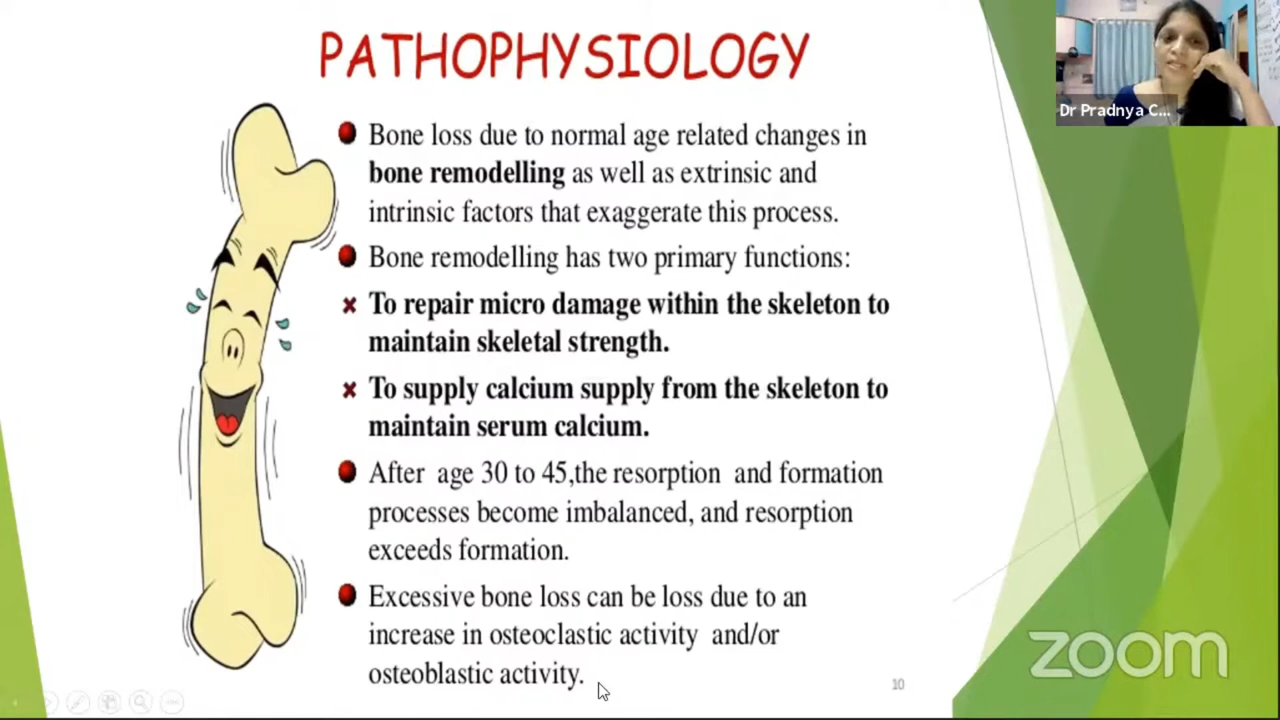 PATHOPHYSIOLOGY
Dr Pradnya C...
Bone loss due to normal age related changes in
bone remodelling as well as extrinsic and
intrinsic factors that exaggerate this process.
Bone remodelling has two primary functions:
To repair micro damage within the skeleton to
maintain skeletal strength.
To supply calcium supply from the skeleton to
maintain serum calcium.
After age 30 to 45,the resorption and formation
processes become imbalanced, and resorption
exceeds formation.
Excessive bone loss can be loss due to an
increase in osteoclastic activity and/or
osteoblastic activity.
10
zoom